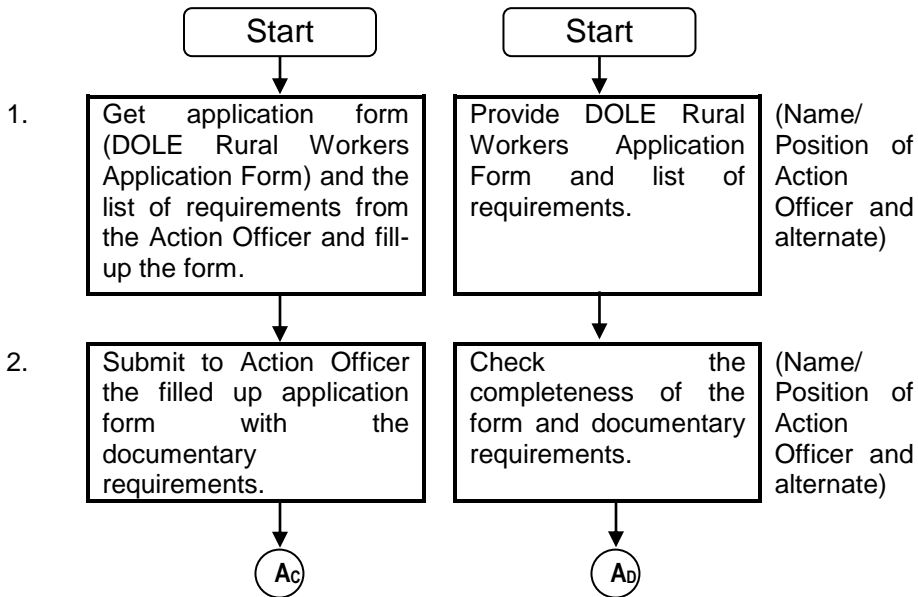 Start
Start
1.
Get application form
(DOLE Rural Workers
Application Form) and the
list of requirements from
the Action Officer and fill-
up the form.
Provide DOLE Rural
Workers Application
Form and list of
requirements.
(Name/
Position of
Action
Officer and
alternate)
2.
Submit to Action Officer
the filled up application
form with the
documentary
requirements.
Check the
completeness of the
form and documentary
requirements.
(Name/
Position of
Action
Officer and
alternate)
AC
AD